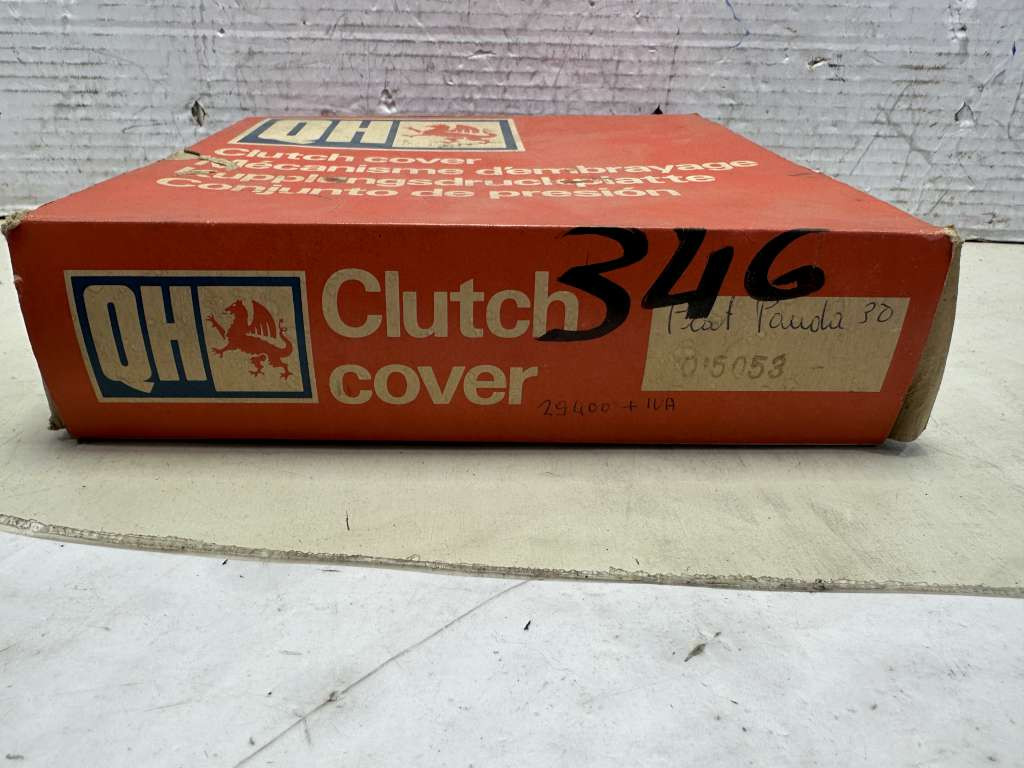 QH
Clutch cover
Mécanisme d'embrayage
Kupplungsdruckplatte
Conjunto de presión
QH
Clutch
cover
346
Fiat Panda 30
015053
29400 + IVA